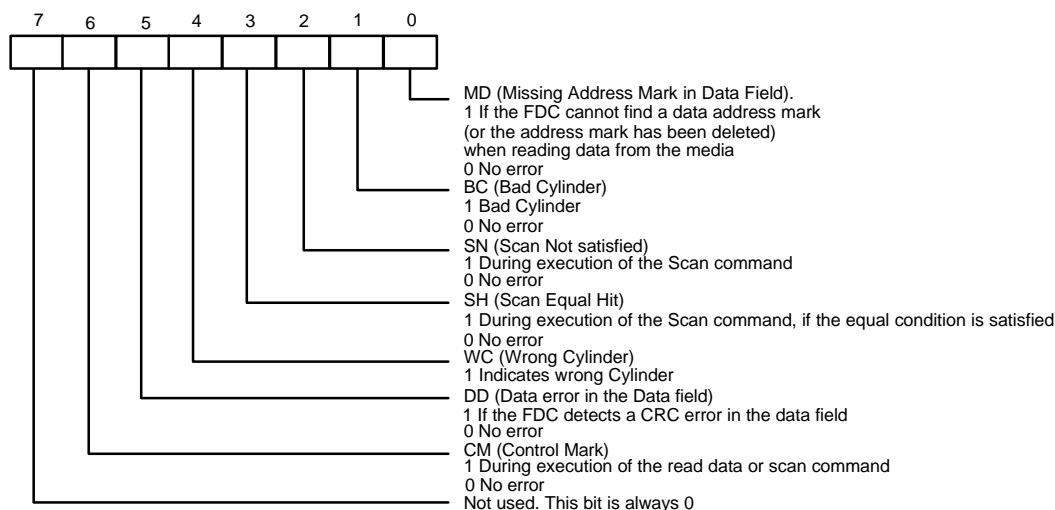 7 6 5 4 3 2 1 0
MD (Missing Address Mark in Data Field).
1 If the FDC cannot find a data address mark
(or the address mark has been deleted)
when reading data from the media
0 No error
BC (Bad Cylinder)
1 Bad Cylinder
0 No error
SN (Scan Not satisfied)
1 During execution of the Scan command
0 No error
SH (Scan Equal Hit)
1 During execution of the Scan command, if the equal condition is satisfied
0 No error
WC (Wrong Cylinder)
1 Indicates wrong Cylinder
DD (Data error in the Data field)
1 If the FDC detects a CRC error in the data field
0 No error
CM (Control Mark)
1 During execution of the read data or scan command
0 No error
Not used. This bit is always 0